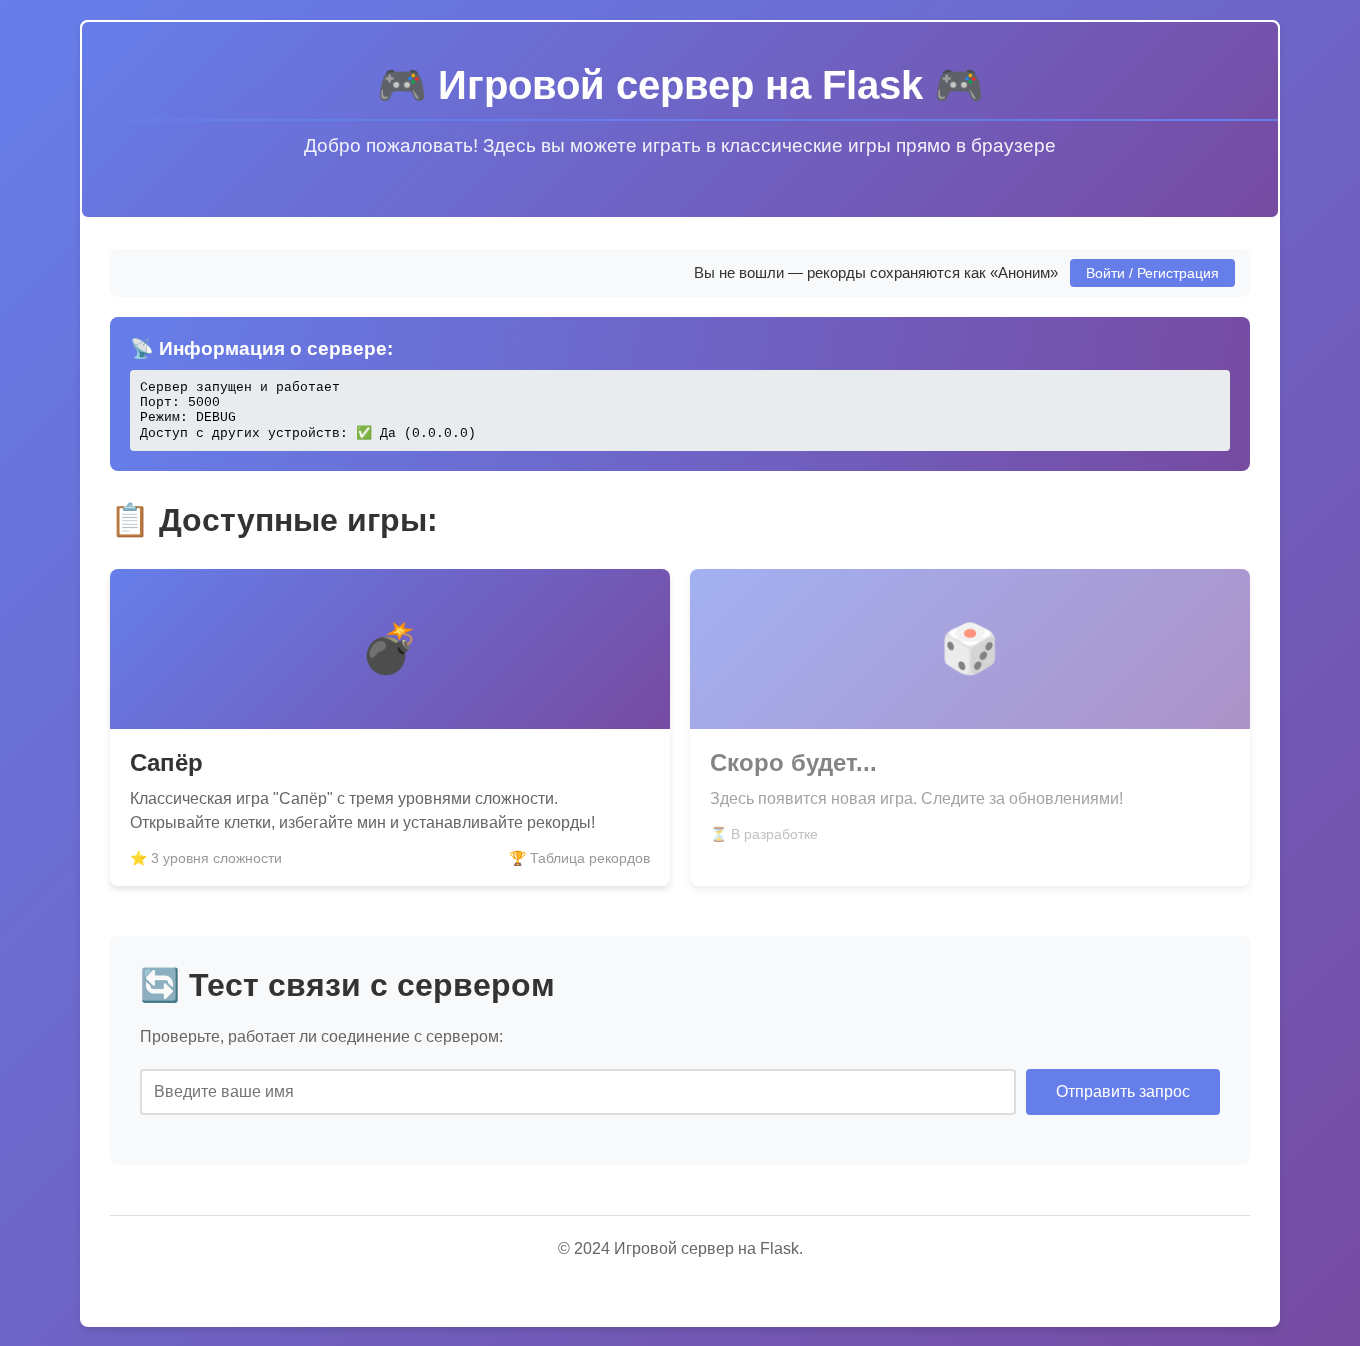 🎮 Игровой сервер на Flask 🎮
Добро пожаловать! Здесь вы можете играть в классические игры прямо в браузере
Вы не вошли — рекорды сохраняются как «Аноним»
Войти / Регистрация
📡 Информация о сервере:
Сервер запущен и работает
Порт: 5000
Режим: DEBUG
Доступ с других устройств: ✅ Да (0.0.0.0)
📋 Доступные игры:
Сапёр
Классическая игра "Сапёр" с тремя уровнями сложности.
Открывайте клетки, избегайте мин и устанавливайте рекорды!
⭐ 3 уровня сложности
🏆 Таблица рекордов
Скоро будет...
Здесь появится новая игра. Следите за обновлениями!
⏳ В разработке
🔄 Тест связи с сервером
Проверьте, работает ли соединение с сервером:
Введите ваше имя
Отправить запрос
© 2024 Игровой сервер на Flask.